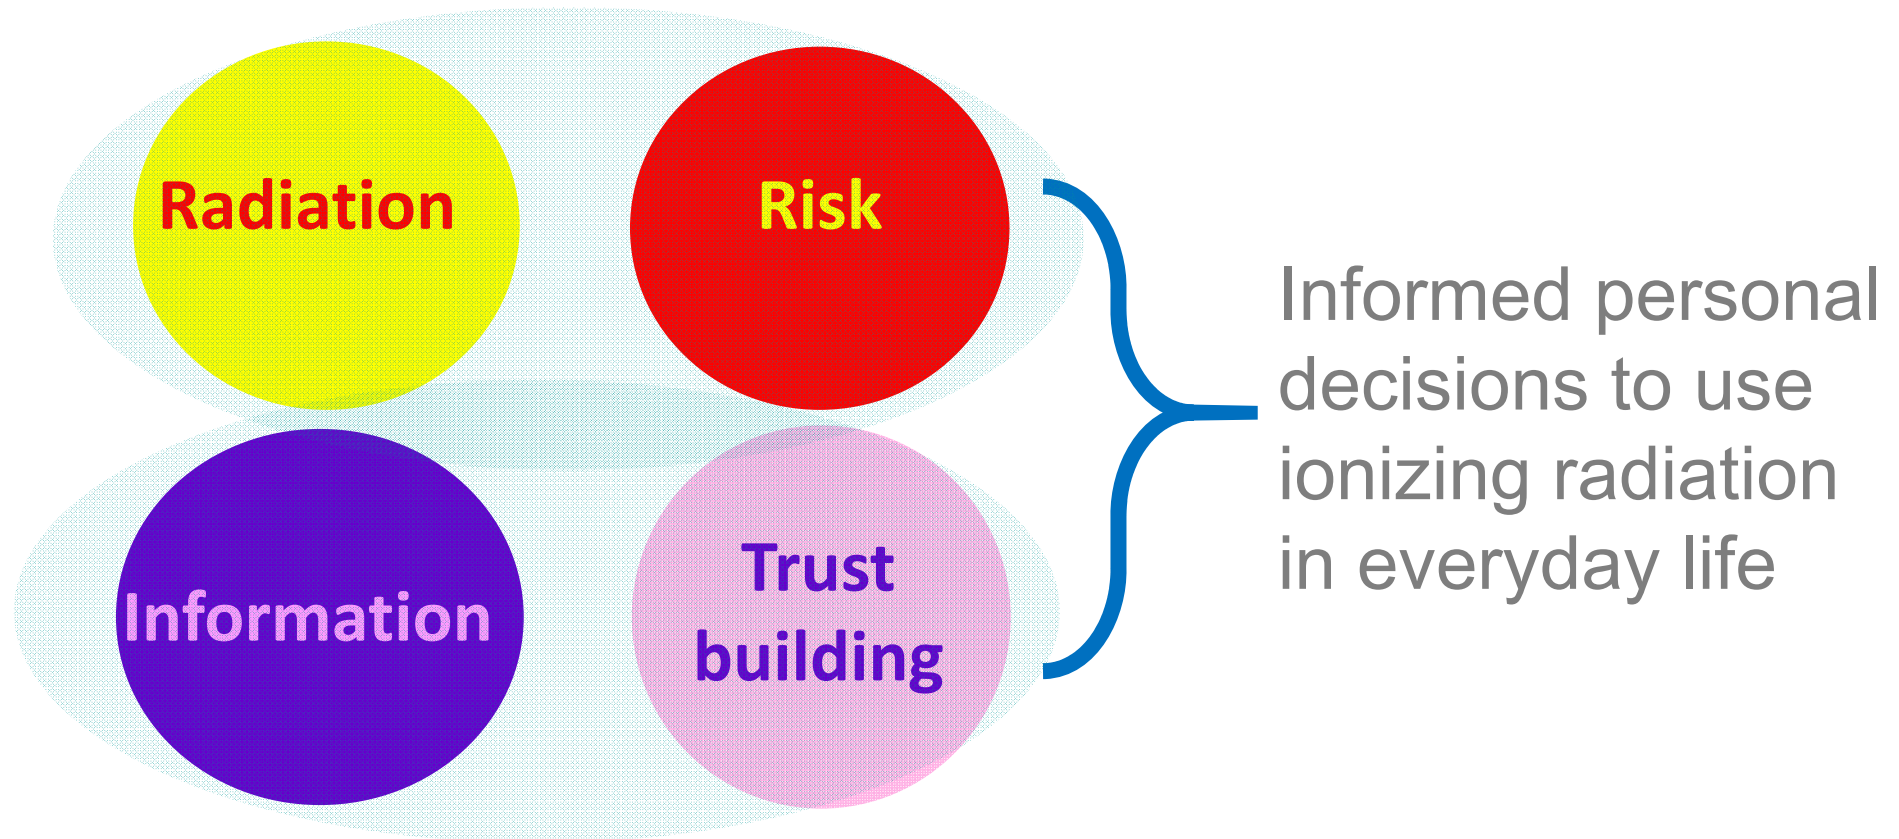 Radiation
Risk
Information
Trust
building
Informed personal
decisions to use
ionizing radiation
in everyday life